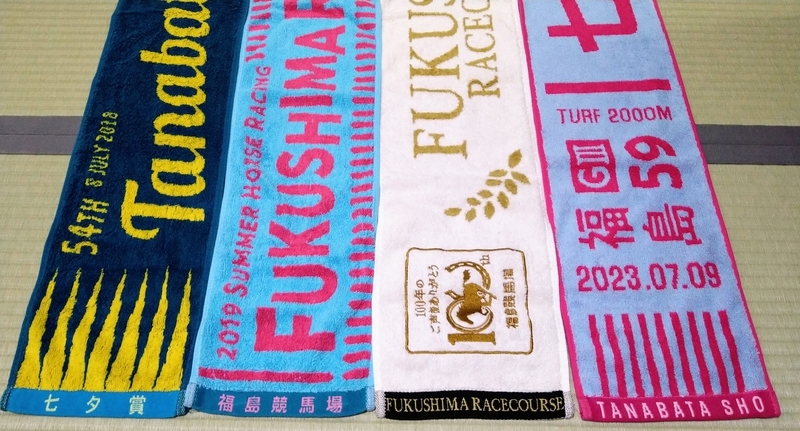 Tanaba
54TH 8 JULY 2018
七夕賞
2019 SUMMER HORSE RACING
FUKUSHIMA
福島競馬場
FUKUS
RACEC
100年の
ご声援ありがとう
100th
福島競馬場
FUKUSHIMA RACECOURSE
七
TURF 2000M
GIII
59
福島
2023.07.09
TANABATA SHO